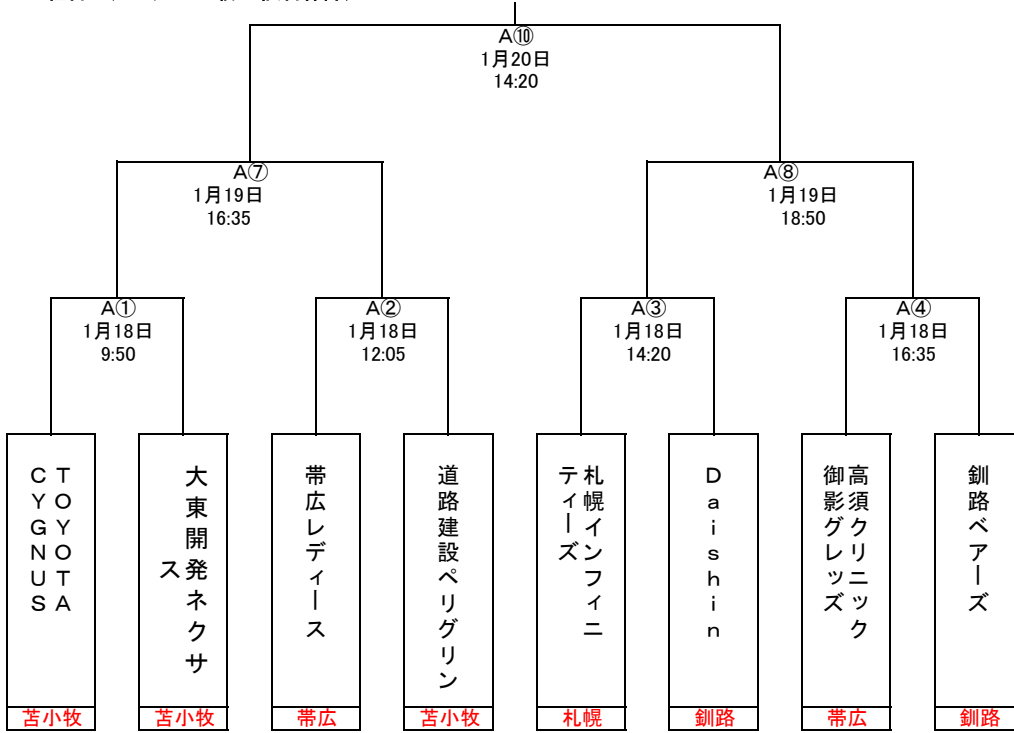 A⑩
1月20日
14:20
A⑦
1月19日
16:35
A⑧
1月19日
18:50
A①
1月18日
9:50
A②
1月18日
12:05
A③
1月18日
14:20
A④
1月18日
16:35
TOYOTA
CYGNUS
大東開発ネクサ
ス
帯広レディース
道路建設ペリグリン
札幌インフィニ
ティーズ
Daishin
高須クリニック
御影グレッズ
釧路ベアーズ
苫小牧
苫小牧
帯広
苫小牧
札幌
釧路
帯広
釧路